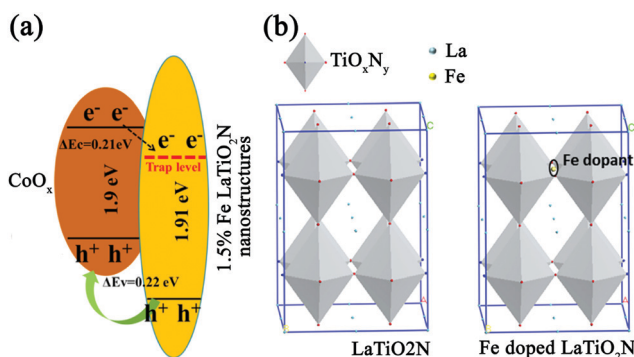 (a)
e⁻ e⁻
ΔEc=0.21eV
CoOₓ
1.9 eV
h⁺ h⁺
ΔEv=0.22 eV
e⁻ e⁻
Trap level
1.91 eV
h⁺ h⁺
1.5% Fe LaTiO₂N
nanostructures
(b)
TiOₓNᵧ
La
Fe
C
LaTiO2N
Fe dopant
C
Fe doped LaTiO₂N